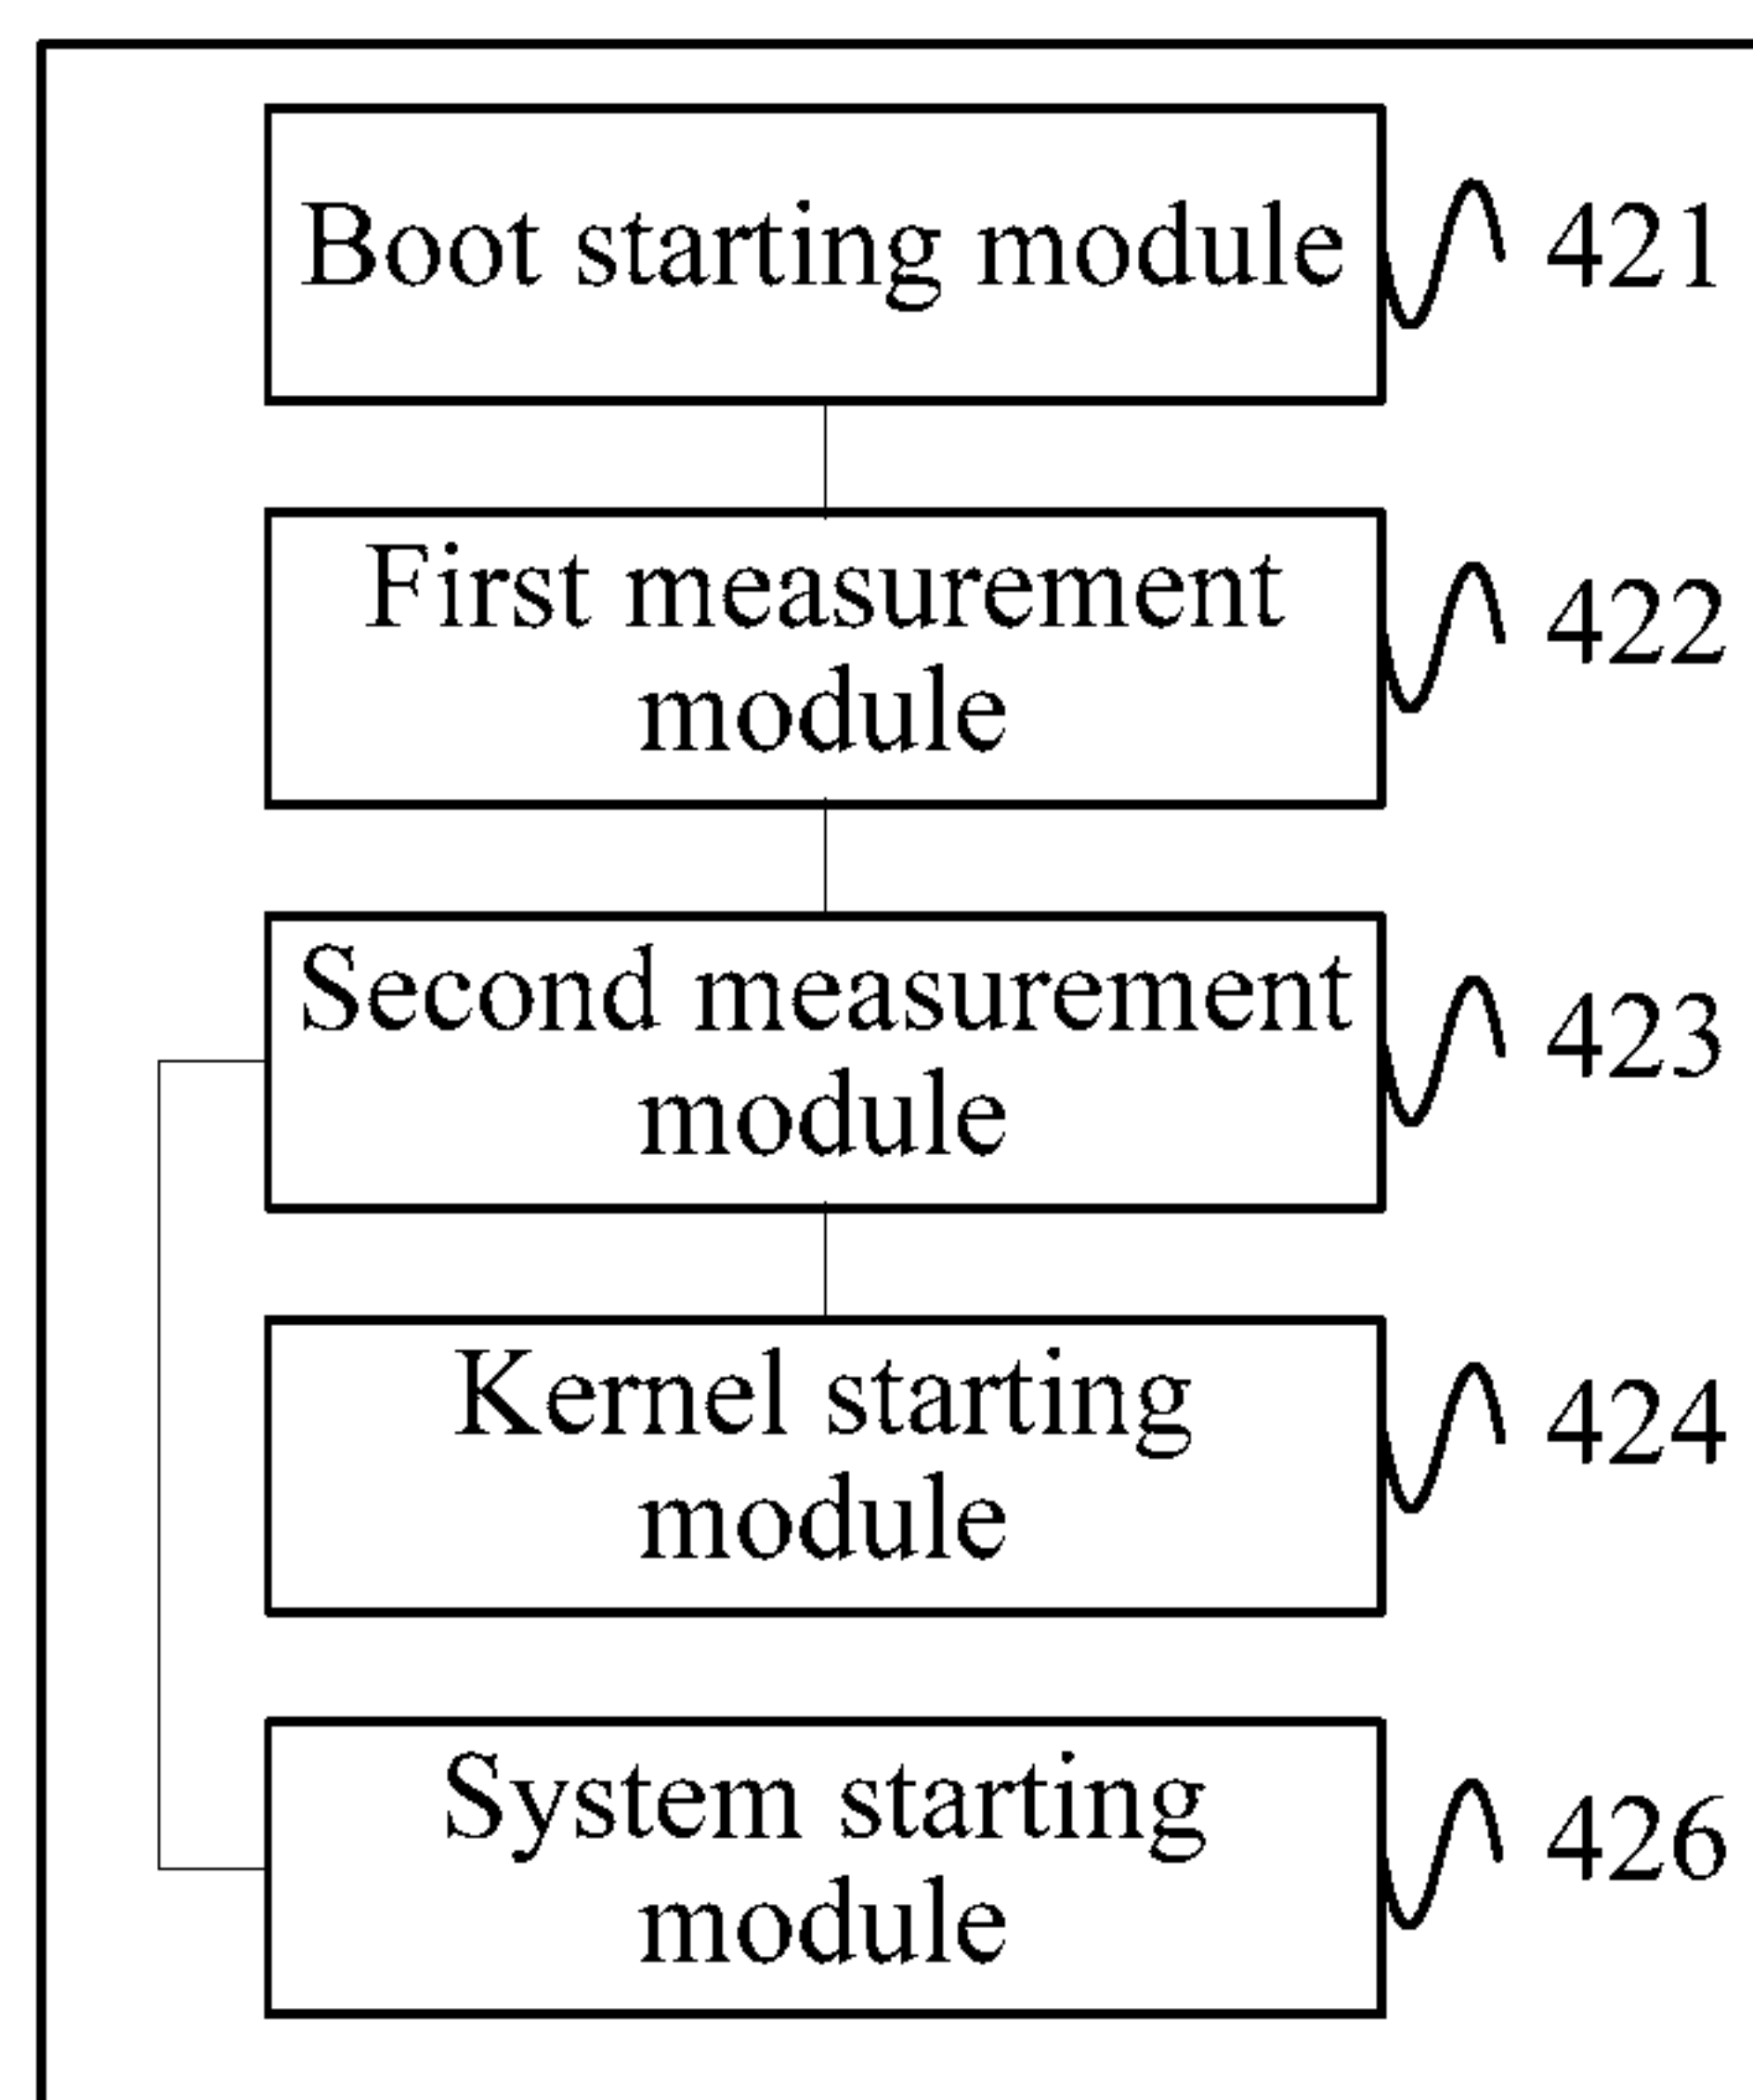 Boot starting module 421
First measurement 422
module
Second measurement 423
module
Kernel starting 424
module
System starting 426
module